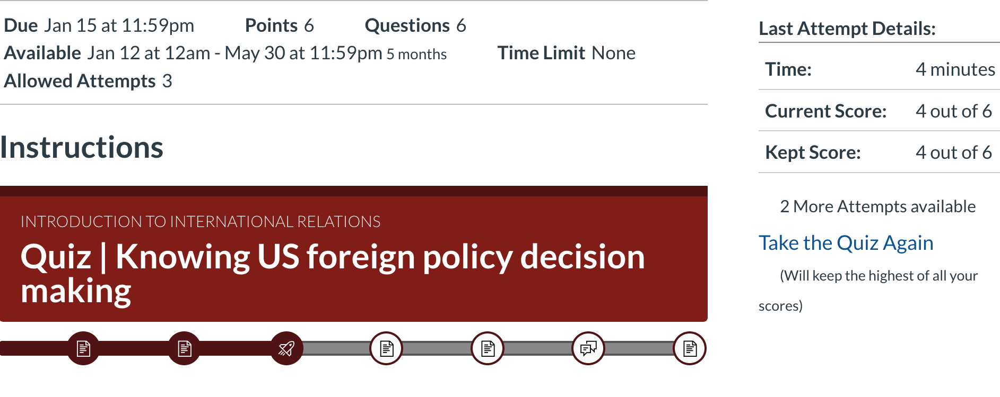 Due Jan 15 at 11:59pm Points 6 Questions 6
Available Jan 12 at 12am - May 30 at 11:59pm 5 months Time Limit None
Allowed Attempts 3
Instructions
INTRODUCTION TO INTERNATIONAL RELATIONS
Quiz | Knowing US foreign policy decision
making
Last Attempt Details:
Time: 4 minutes
Current Score: 4 out of 6
Kept Score: 4 out of 6
2 More Attempts available
Take the Quiz Again
(Will keep the highest of all your
scores)